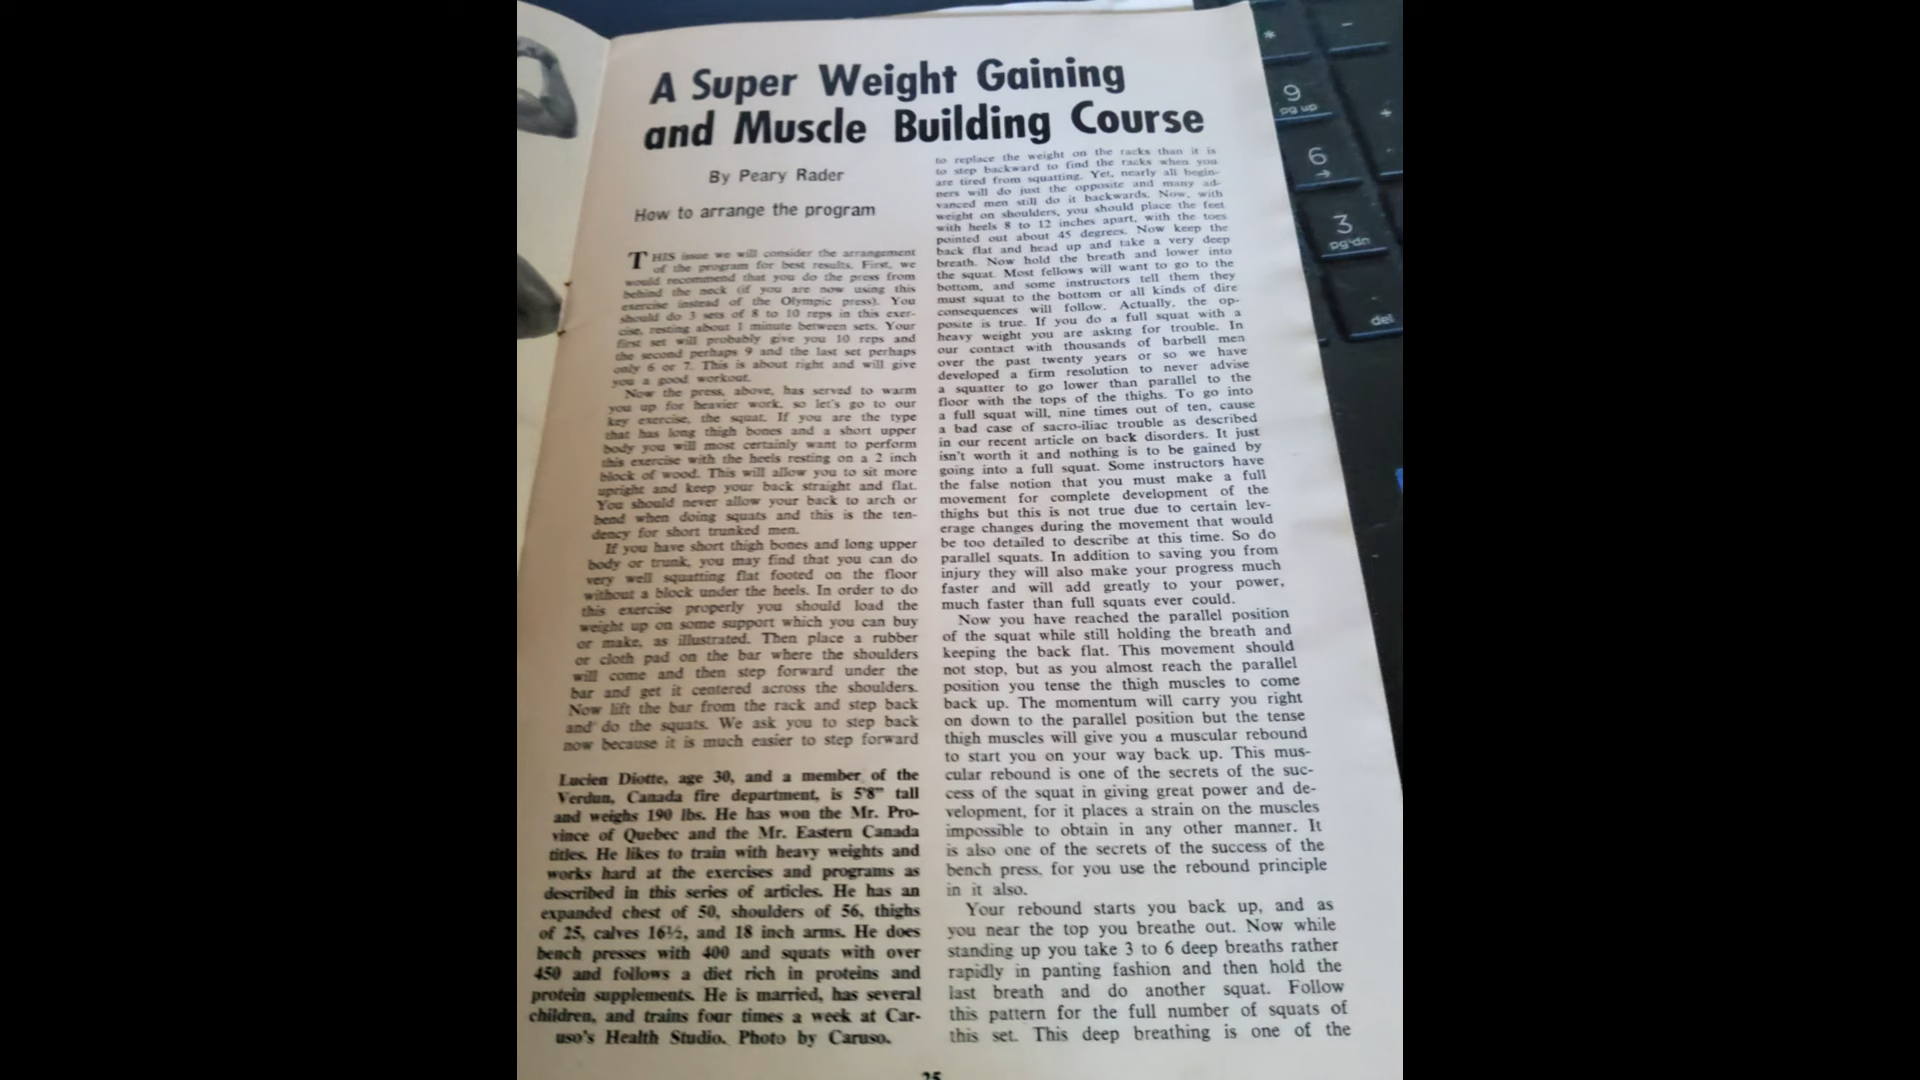 A Super Weight Gaining
and Muscle Building Course
By Peary Rader
How to arrange the program
THIS issue we will consider the arrangement
of the program for best results. First, we
would recommend that you do the press from
behind the neck (if you are now using this
exercise instead of the Olympic press). You
should do 3 sets of 8 to 10 reps in this exer-
cise, resting about 1 minute between sets. Your
first set will probably give you 10 reps and
the second perhaps 9 and the last set perhaps
only 6 or 7. This is about right and will give
you a good workout.
Now the press, above, has served to warm
you up for heavier work, so let's go to our
key exercise, the squat. If you are the type
that has long thigh bones and a short upper
body you will most certainly want to perform
this exercise with the heels resting on a 2 inch
block of wood. This will allow you to sit more
upright and keep your back straight and flat.
You should never allow your back to arch or
bend when doing squats and this is the ten-
dency for short trunked men.
If you have short thigh bones and long upper
body or trunk, you may find that you can do
very well squatting flat footed on the floor
without a block under the heels. In order to do
this exercise properly you should load the
weight up on some support which you can buy
or make, as illustrated. Then place a rubber
or cloth pad on the bar where the shoulders
will come and then step forward under the
bar and get it centered across the shoulders.
Now lift the bar from the rack and step back
and do the squats. We ask you to step back
now because it is much easier to step forward
Lucien Diotte, age 30, and a member of the
Verdun, Canada fire department, is 5'8" tall
and weighs 190 lbs. He has won the Mr. Pro-
vince of Quebec and the Mr. Eastern Canada
titles. He likes to train with heavy weights and
works hard at the exercises and programs as
described in this series of articles. He has an
expanded chest of 50, shoulders of 56, thighs
of 25, calves 16½, and 18 inch arms. He does
bench presses with 400 and squats with over
450 and follows a diet rich in proteins and
protein supplements. He is married, has several
children, and trains four times a week at Car-
uso's Health Studio. Photo by Caruso.
to replace the weight on the racks than it is
to step backward to find the racks when you
are tired from squatting. Yet, nearly all begin-
ners will do just the opposite and many ad-
vanced men still do it backwards. Now, with
weight on shoulders, you should place the feet
with heels 8 to 12 inches apart, with the toes
pointed out about 45 degrees. Now keep the
back flat and head up and take a very deep
breath. Now hold the breath and lower into
the squat. Most fellows will want to go to the
bottom, and some instructors tell them they
must squat to the bottom or all kinds of dire
consequences will follow. Actually, the op-
posite is true. If you do a full squat with a
heavy weight you are asking for trouble. In
our contact with thousands of barbell men
over the past twenty years or so we have
developed a firm resolution to never advise
a squatter to go lower than parallel to the
floor with the tops of the thighs. To go into
a full squat will, nine times out of ten, cause
a bad case of sacro-iliac trouble as described
in our recent article on back disorders. It just
isn't worth it and nothing is to be gained by
going into a full squat. Some instructors have
the false notion that you must make a full
movement for complete development of the
thighs but this is not true due to certain lev-
erage changes during the movement that would
be too detailed to describe at this time. So do
parallel squats. In addition to saving you from
injury they will also make your progress much
faster and will add greatly to your power,
much faster than full squats ever could.
Now you have reached the parallel position
of the squat while still holding the breath and
keeping the back flat. This movement should
not stop, but as you almost reach the parallel
position you tense the thigh muscles to come
back up. The momentum will carry you right
on down to the parallel position but the tense
thigh muscles will give you a muscular rebound
to start you on your way back up. This mus-
cular rebound is one of the secrets of the suc-
cess of the squat in giving great power and de-
velopment, for it places a strain on the muscles
impossible to obtain in any other manner. It
is also one of the secrets of the success of the
bench press, for you use the rebound principle
in it also.
Your rebound starts you back up, and as
you near the top you breathe out. Now while
standing up you take 3 to 6 deep breaths rather
rapidly in panting fashion and then hold the
last breath and do another squat. Follow
this pattern for the full number of squats of
this set. This deep breathing is one of the
25
* -
9
pg up
+
6
→
3
pg dn
del